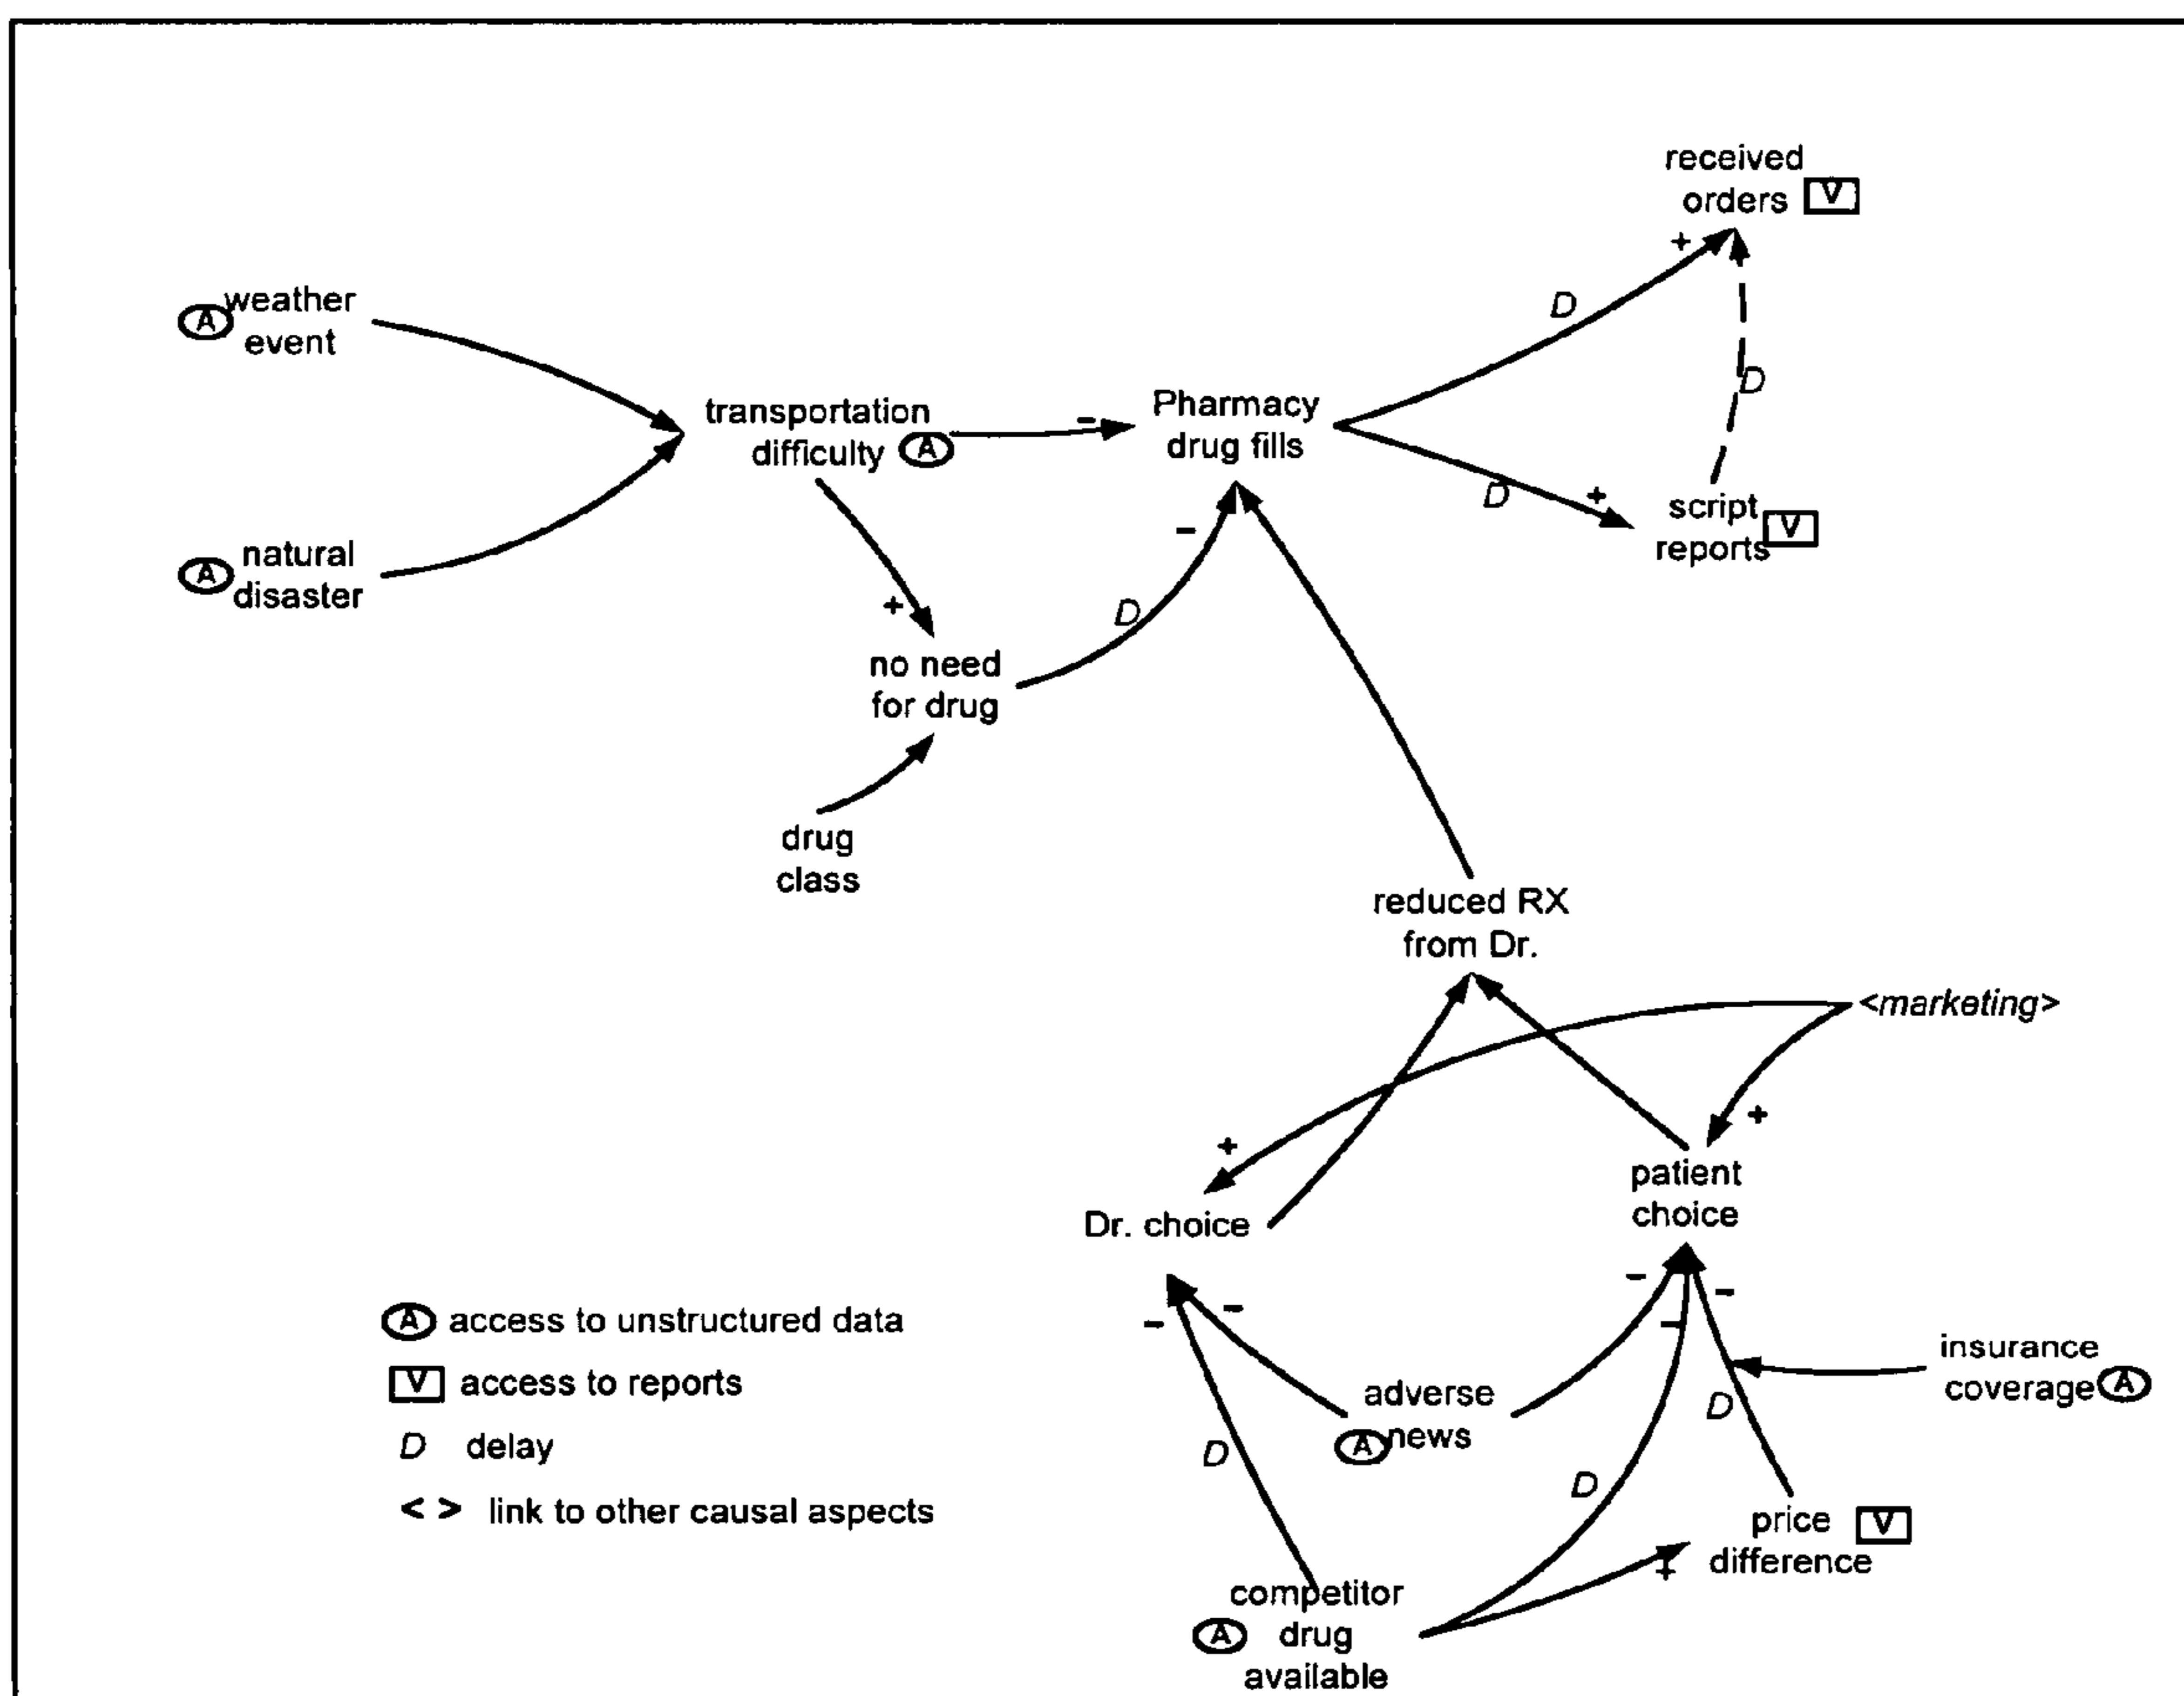 received
orders V
+
D
A weather
event
D
transportation
difficulty A
-
Pharmacy
drug fills
D
+
script
reports V
A natural
disaster
-
+
D
no need
for drug
drug
class
reduced RX
from Dr.
<marketing>
+
+
patient
choice
Dr. choice
-
-
-
-
-
A access to unstructured data
V access to reports
D delay
< > link to other causal aspects
insurance
coverage A
adverse
A news
D
D
D
price V
difference
+
competitor
A drug
available